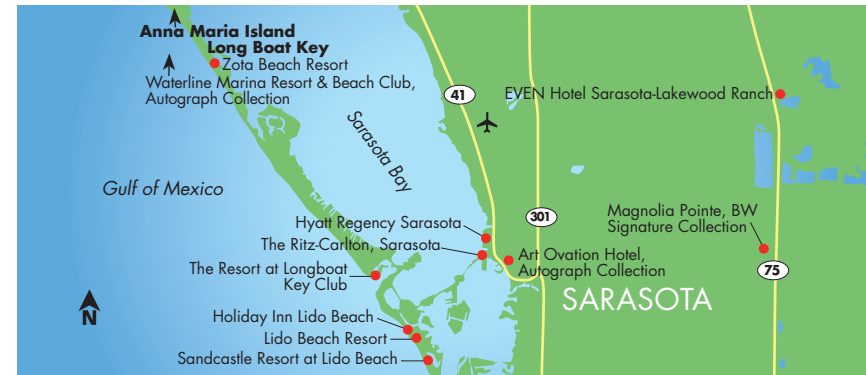 Anna Maria Island
Long Boat Key
Zota Beach Resort
Waterline Marina Resort & Beach Club,
Autograph Collection
41
EVEN Hotel Sarasota-Lakewood Ranch
Sarasota Bay
Gulf of Mexico
301
Magnolia Pointe, BW
Signature Collection
Hyatt Regency Sarasota
The Ritz-Carlton, Sarasota
Art Ovation Hotel,
Autograph Collection
The Resort at Longboat
Key Club
75
SARASOTA
N
Holiday Inn Lido Beach
Lido Beach Resort
Sandcastle Resort at Lido Beach